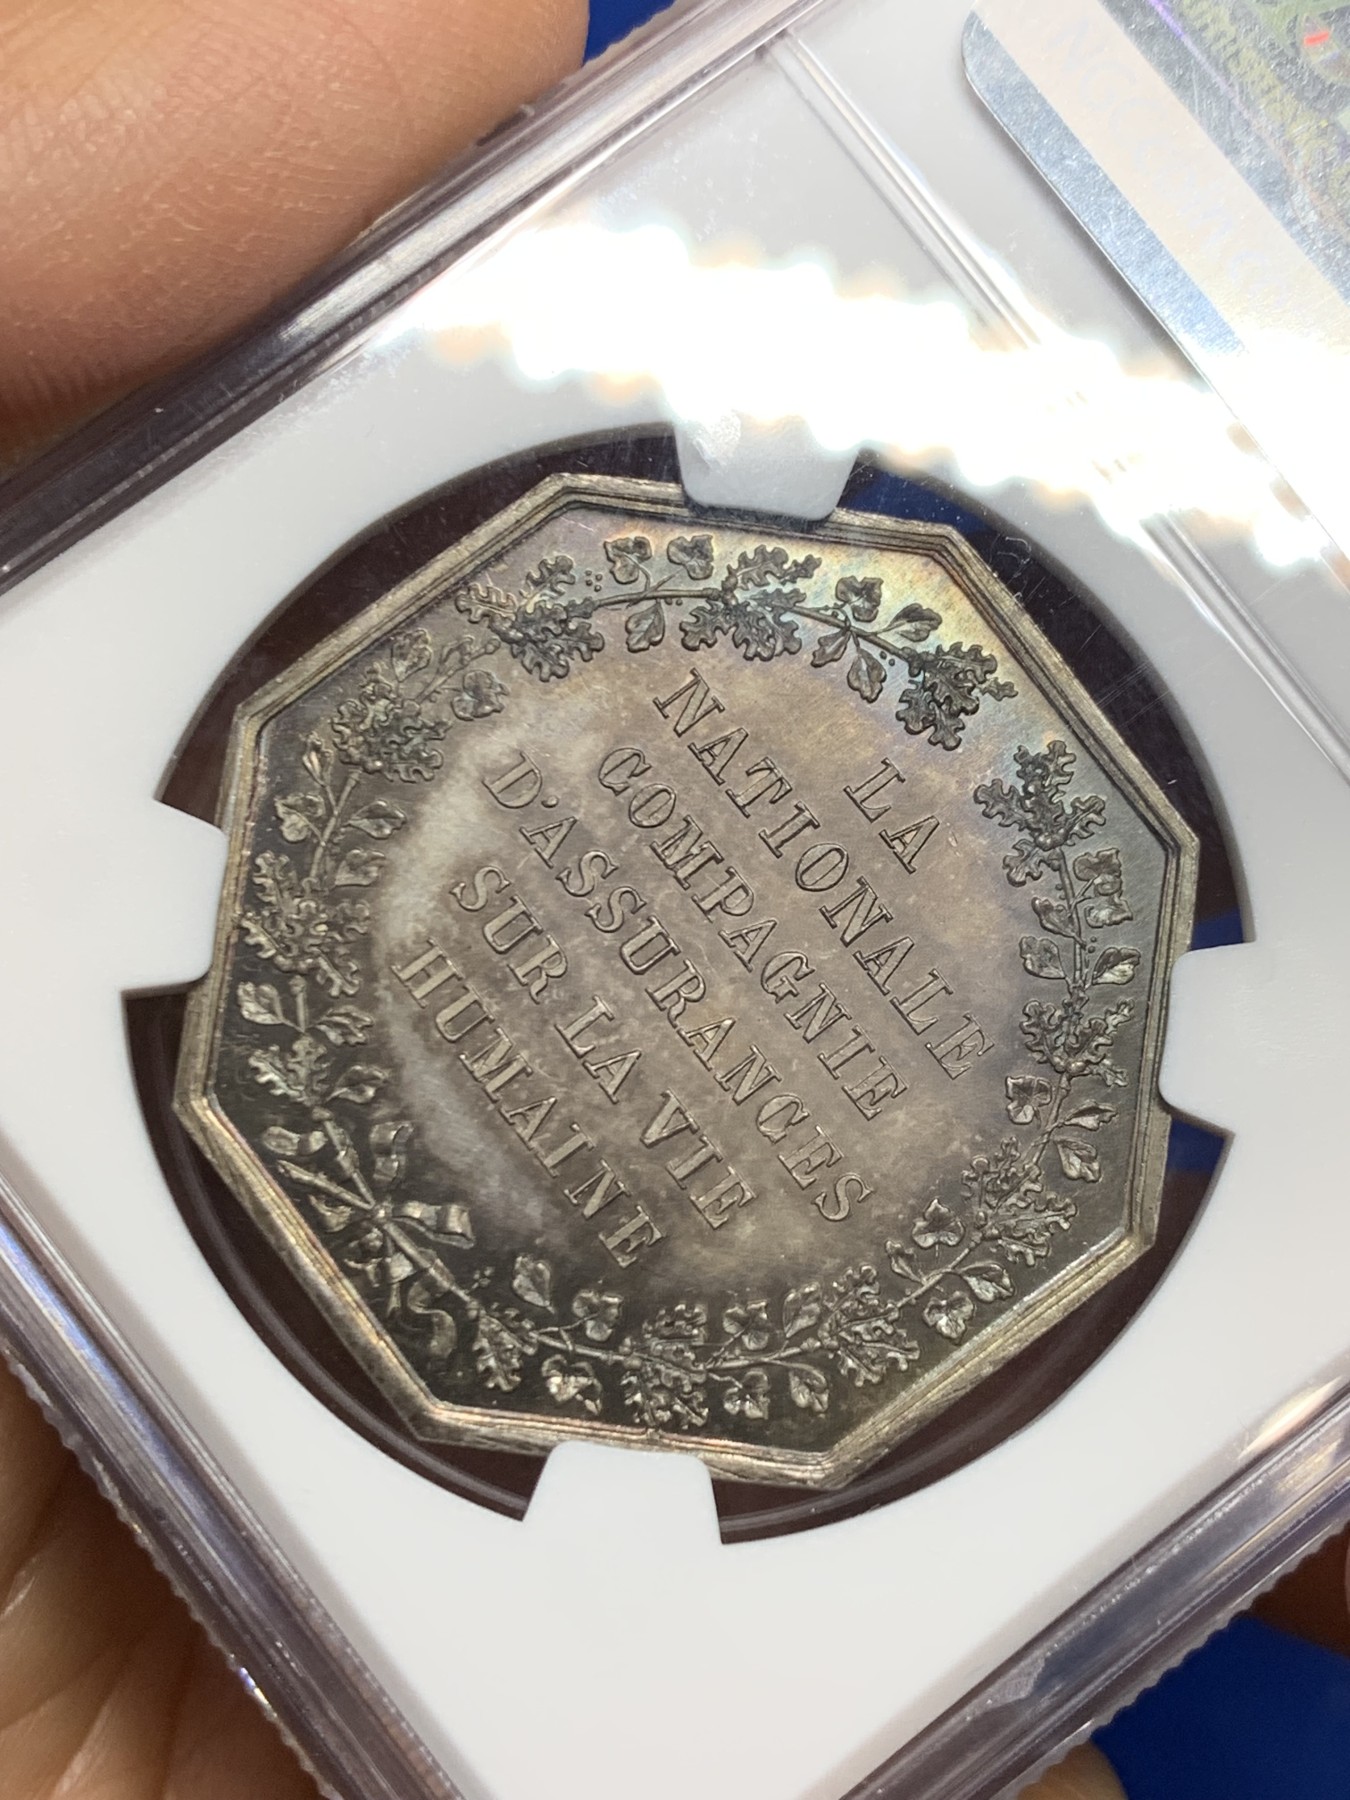 LA
NATIONALE
COMPAGNIE
D'ASSURANCES
SUR LA VIE
HUMAINE